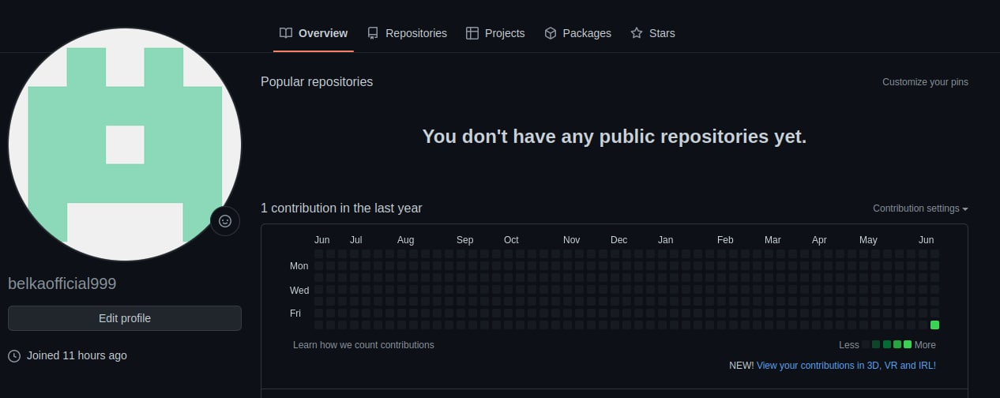 Overview Repositories Projects Packages Stars
Popular repositories Customize your pins
You don't have any public repositories yet.
1 contribution in the last year Contribution settings
Jun Jul Aug Sep Oct Nov Dec Jan Feb Mar Apr May Jun
Mon
Wed
Fri
Learn how we count contributions Less More
NEW! View your contributions in 3D, VR and IRL!
belkaofficial999
Edit profile
Joined 11 hours ago